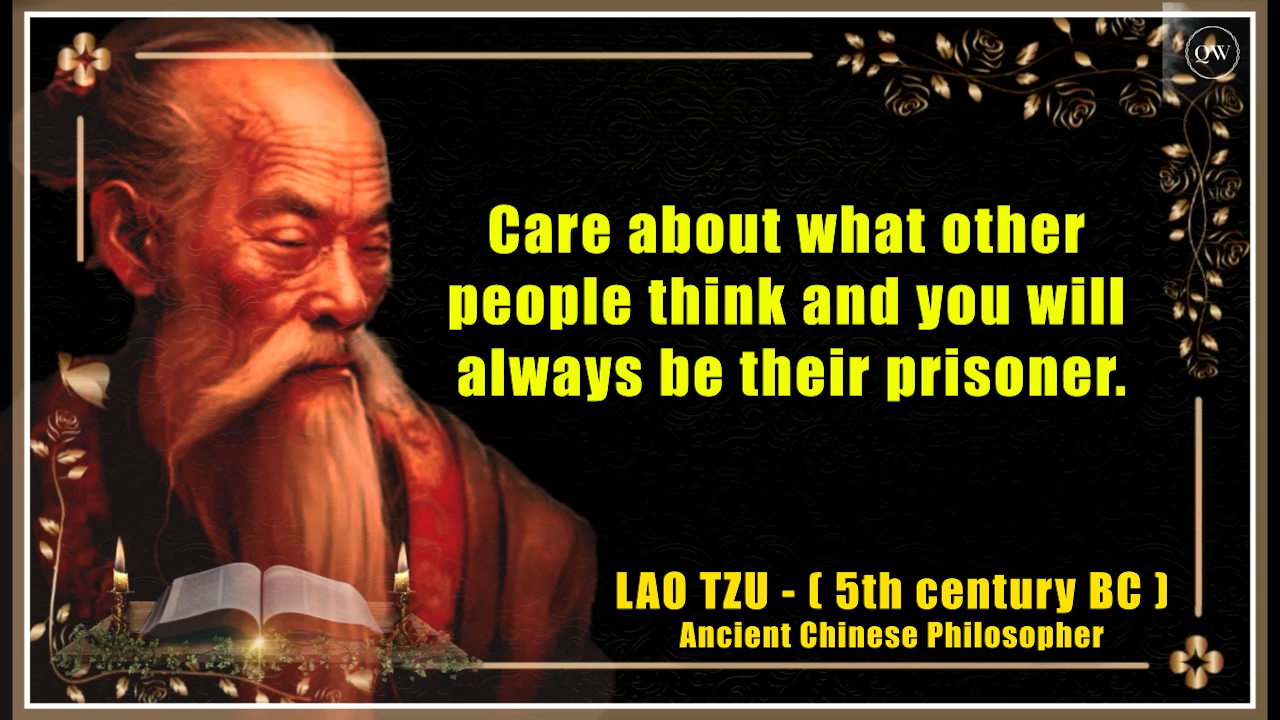 QW
Care about what other
people think and you will
always be their prisoner.
LAO TZU - ( 5th century BC )
Ancient Chinese Philosopher